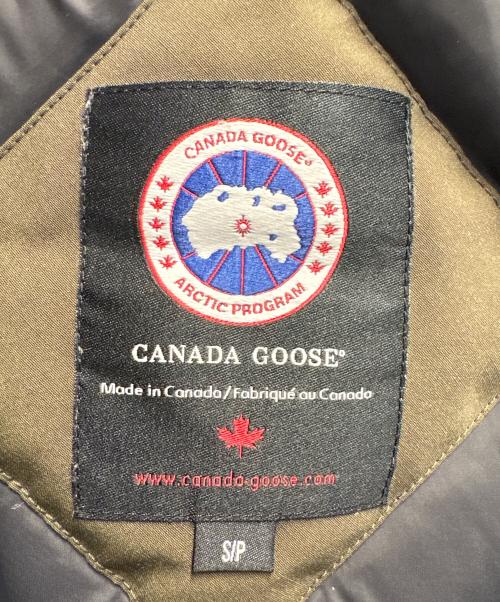 CANADA GOOSE®
ARCTIC PROGRAM
CANADA GOOSE®
Made in Canada/Fabriqué au Canada
www.canada-goose.com
S/P